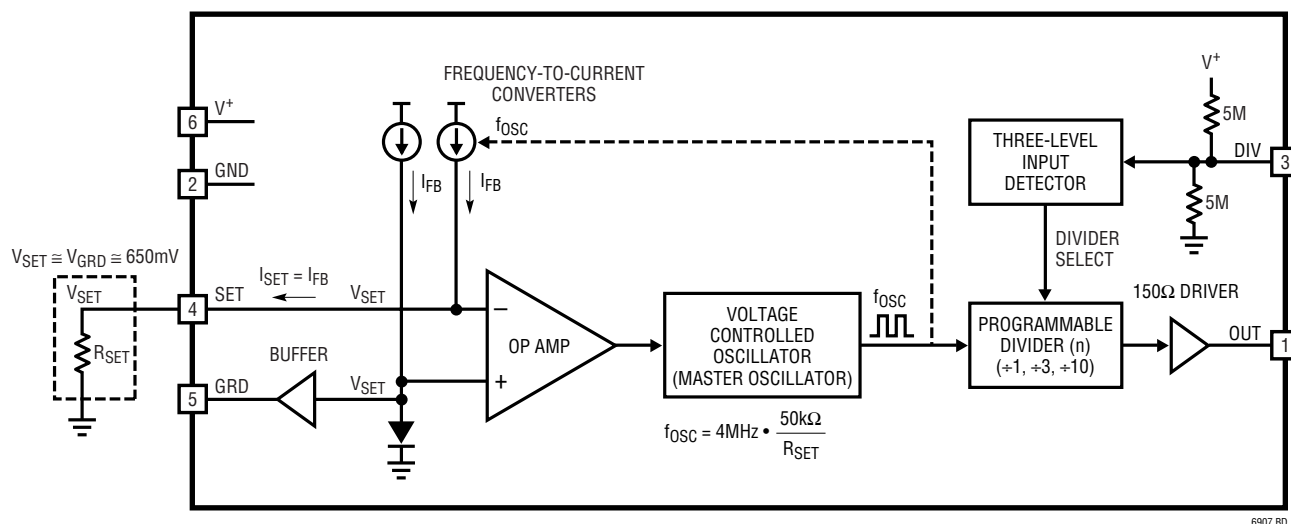 FREQUENCY-TO-CURRENT
CONVERTERS
V+
6
V+
fOSC
5M
THREE-LEVEL
INPUT
DETECTOR
DIV
3
2
GND
IFB
IFB
5M
VSET ≅ VGRD ≅ 650mV
DIVIDER
SELECT
ISET = IFB
VSET
4
SET
VSET
−
fOSC
150Ω DRIVER
VOLTAGE
CONTROLLED
OSCILLATOR
(MASTER OSCILLATOR)
PROGRAMMABLE
DIVIDER (n)
(÷1, ÷3, ÷10)
OUT
1
RSET
OP AMP
BUFFER
5
GRD
VSET
+
fOSC = 4MHz • 50kΩ
RSET
6907 BD